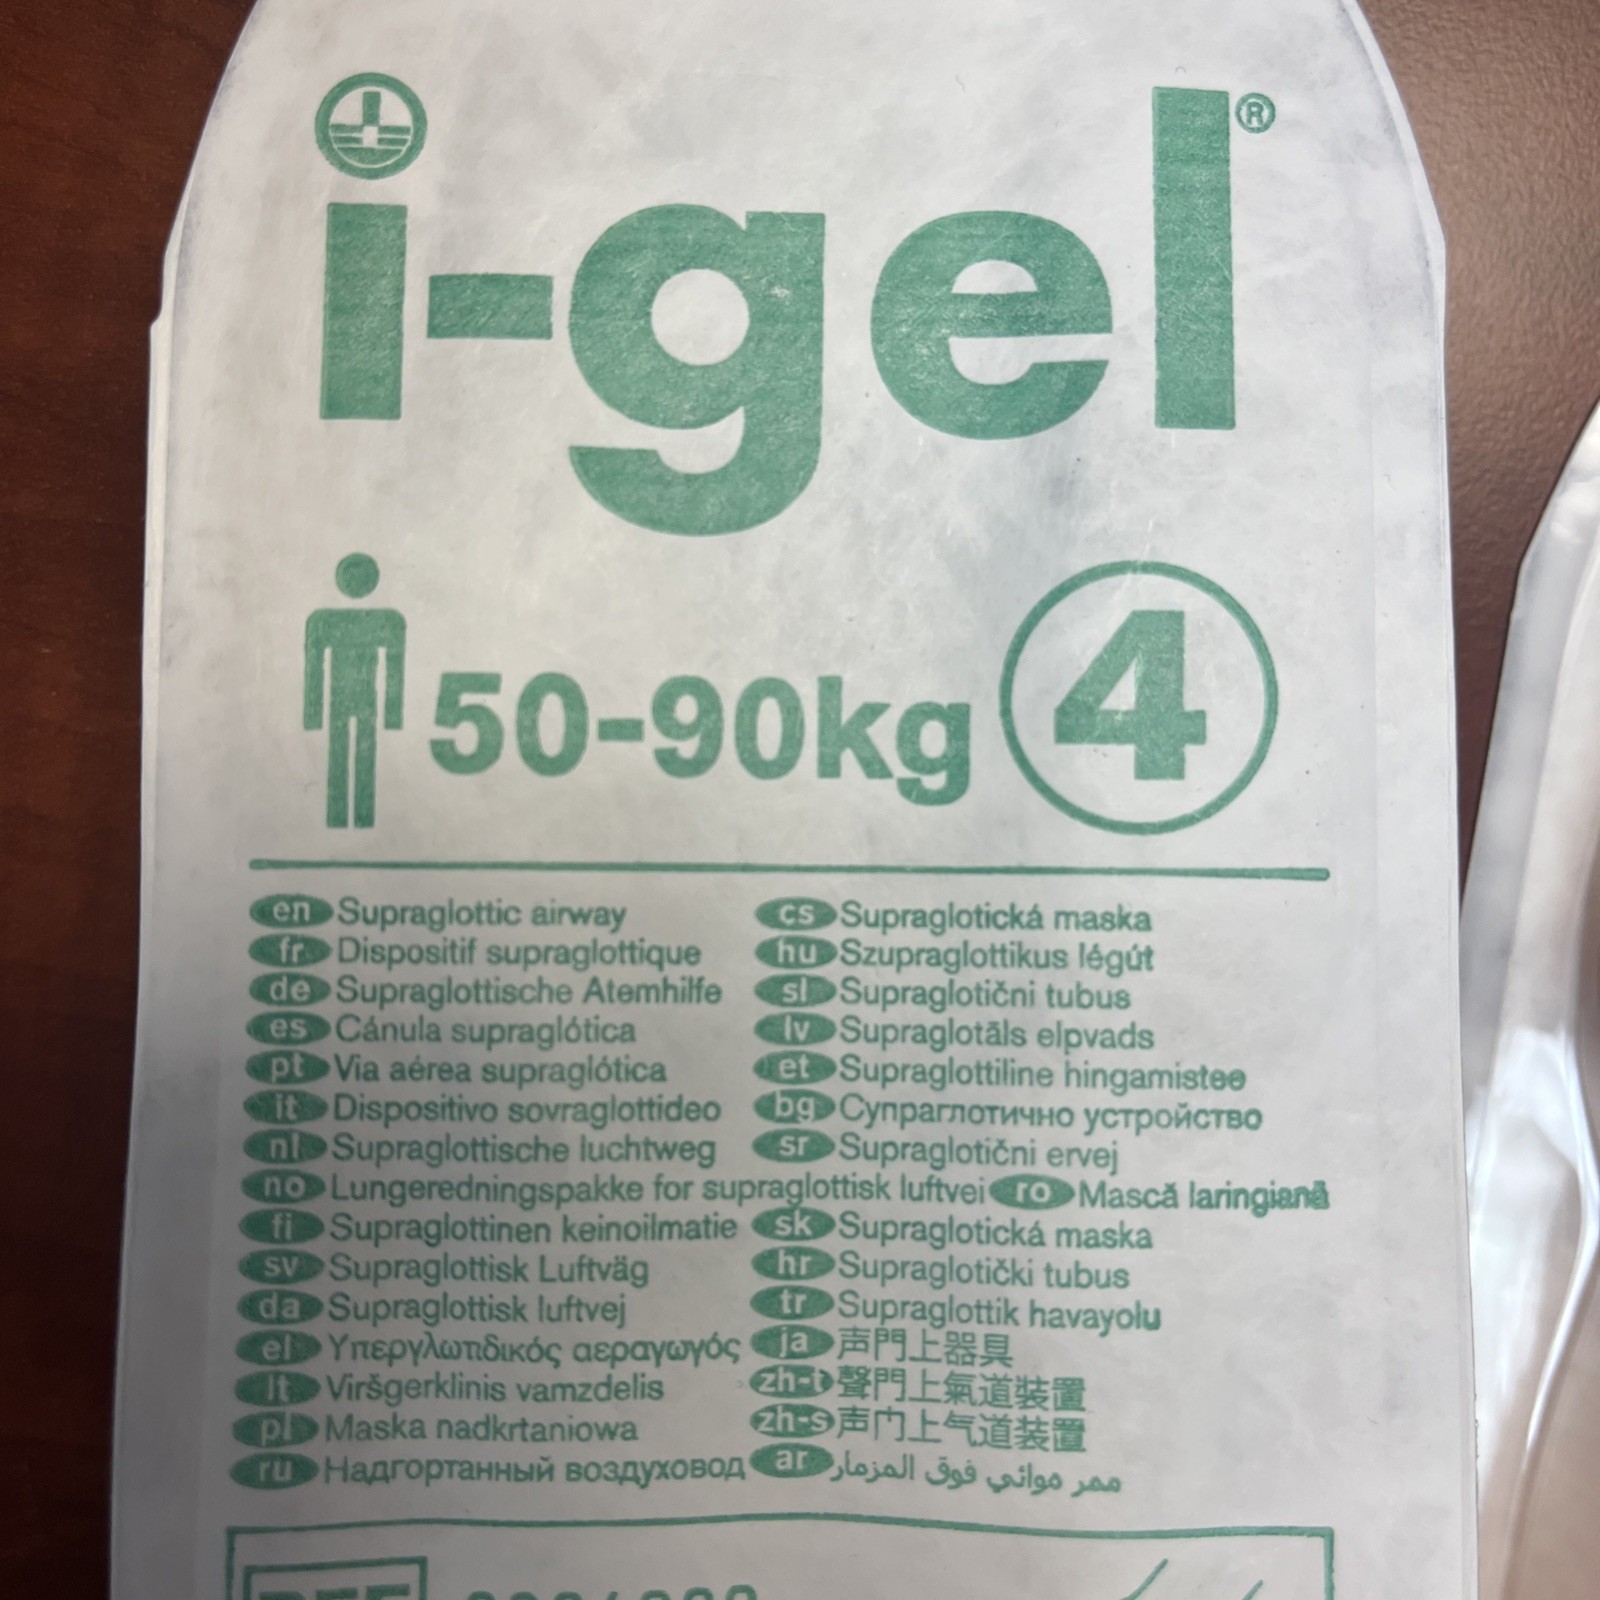 i-gel®
50-90kg 4
en Supraglottic airway
fr Dispositif supraglottique
de Supraglottische Atemhilfe
es Cánula supraglótica
pt Via aérea supraglótica
it Dispositivo sovraglottideo
nl Supraglottische luchtweg
no Lungeredningspakke for supraglottisk luftvei
fi Supraglottinen keinoilmatie
sv Supraglottisk Luftväg
da Supraglottisk luftvej
el Υπεργλωττιδικός αεραγωγός
lt Viršgerklinis vamzdelis
pl Maska nadkrtaniowa
ru Надгортанный воздуховод
cs Supraglotická maska
hu Szupraglottikus légút
sl Supraglotični tubus
lv Supraglotāls elpvads
et Supraglottiline hingamistee
bg Супраглотично устройство
sr Supraglotični ervej
ro Mască laringiană
sk Supraglotická maska
hr Supraglotički tubus
tr Supraglottik havayolu
ja 声門上器具
zh-t 聲門上氣道裝置
zh-s 声门上气道装置
ar ممر هوائي فوق المزمار
REF